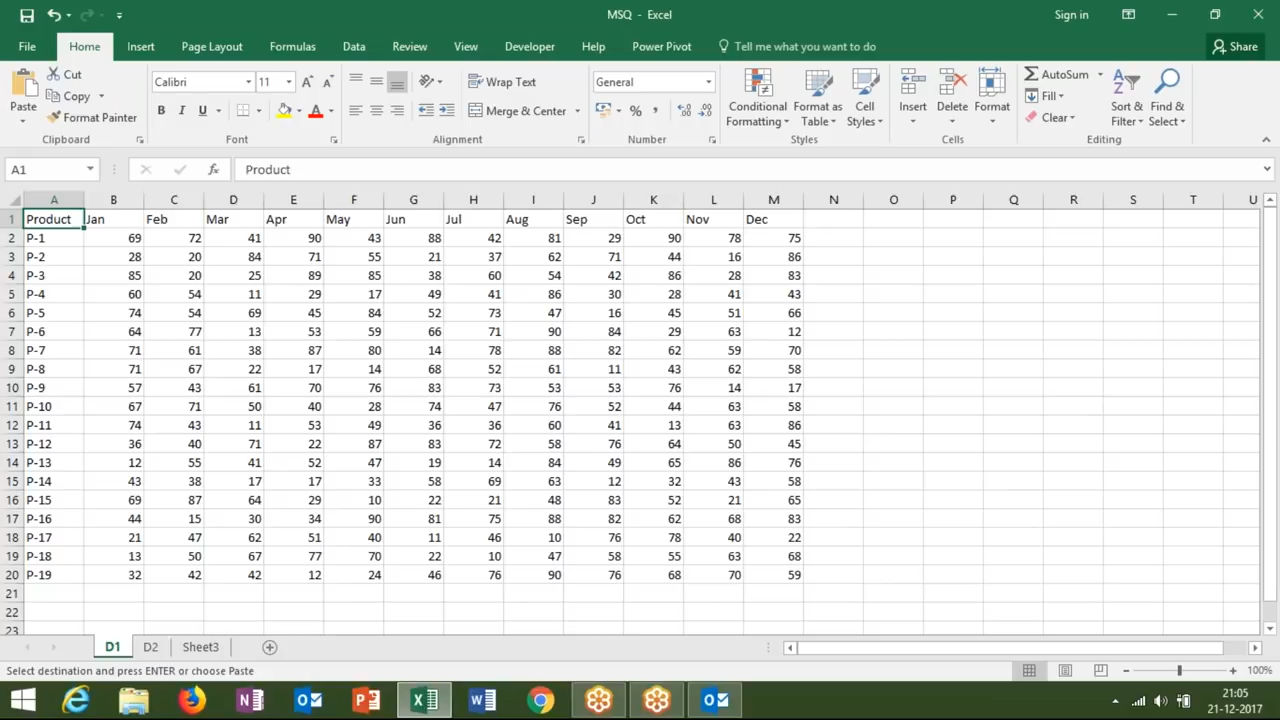 MSQ - Excel
Sign in
File Home Insert Page Layout Formulas Data Review View Developer Help Power Pivot Tell me what you want to do Share
Paste Cut Copy Format Painter Clipboard
Calibri 11 B I U A Font
Wrap Text Merge & Center Alignment
General % , Number
Conditional Formatting Format as Table Cell Styles Styles
Insert Delete Format Cells
AutoSum Fill Clear Sort & Filter Find & Select Editing
A1 fx Product
A B C D E F G H I J K L M N O P Q R S T U
1 Product Jan Feb Mar Apr May Jun Jul Aug Sep Oct Nov Dec
2 P-1 69 72 41 90 43 88 42 81 29 90 78 75
3 P-2 28 20 84 71 55 21 37 62 71 44 16 86
4 P-3 85 20 25 89 85 38 60 54 42 86 28 83
5 P-4 60 54 11 29 17 49 41 86 30 28 41 43
6 P-5 74 54 69 45 84 52 73 47 16 45 51 66
7 P-6 64 77 13 53 59 66 71 90 84 29 63 12
8 P-7 71 61 38 87 80 14 78 88 82 62 59 70
9 P-8 71 67 22 17 14 68 52 61 11 43 62 58
10 P-9 57 43 61 70 76 83 73 53 53 76 14 17
11 P-10 67 71 50 40 28 74 47 76 52 44 63 58
12 P-11 74 43 11 53 49 36 36 60 41 13 63 86
13 P-12 36 40 71 22 87 83 72 58 76 64 50 45
14 P-13 12 55 41 52 47 19 14 84 49 65 86 76
15 P-14 43 38 17 17 33 58 69 63 12 32 43 58
16 P-15 69 87 64 29 10 22 21 48 83 52 21 65
17 P-16 44 15 30 34 90 81 75 88 82 62 68 83
18 P-17 21 47 62 51 40 11 46 10 76 78 40 22
19 P-18 13 50 67 77 70 22 10 47 58 55 63 68
20 P-19 32 42 42 12 24 46 76 90 76 68 70 59
21
22
23
D1 D2 Sheet3
Select destination and press ENTER or choose Paste
100%
21:05
21-12-2017